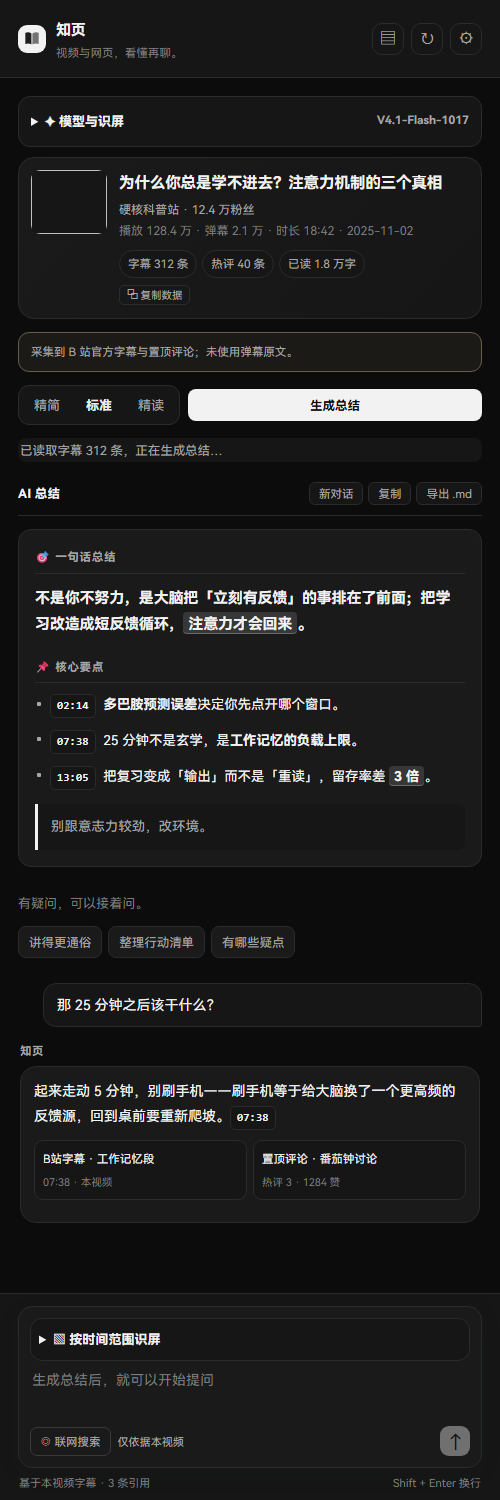 知页
视频与网页，看懂再聊。
模型与识屏
V4.1-Flash-1017
为什么你总是学不进去？注意力机制的三个真相
硬核科普站 · 12.4 万粉丝
播放 128.4 万 · 弹幕 2.1 万 · 时长 18:42 · 2025-11-02
字幕 312 条
热评 40 条
已读 1.8 万字
复制数据
采集到 B 站官方字幕与置顶评论；未使用弹幕原文。
精简
标准
精读
生成总结
已读取字幕 312 条，正在生成总结…
AI 总结
新对话
复制
导出 .md
一句话总结
不是你不努力，是大脑把「立刻有反馈」的事排在了前面；把学
习改造成短反馈循环，注意力才会回来。
核心要点
02:14 多巴胺预测误差决定你先点开哪个窗口。
07:38 25 分钟不是玄学，是工作记忆的负载上限。
13:05 把复习变成「输出」而不是「重读」，留存率差 3 倍。
别跟意志力较劲，改环境。
有疑问，可以接着问。
讲得更通俗
整理行动清单
有哪些疑点
那 25 分钟之后该干什么？
知页
起来走动 5 分钟，别刷手机——刷手机等于给大脑换了一个更高频的
反馈源，回到桌前要重新爬坡。 07:38
B站字幕 · 工作记忆段
07:38 · 本视频
置顶评论 · 番茄钟讨论
热评 3 · 1284 赞
按时间范围识屏
生成总结后，就可以开始提问
联网搜索
仅依据本视频
基于本视频字幕 · 3 条引用
Shift + Enter 换行